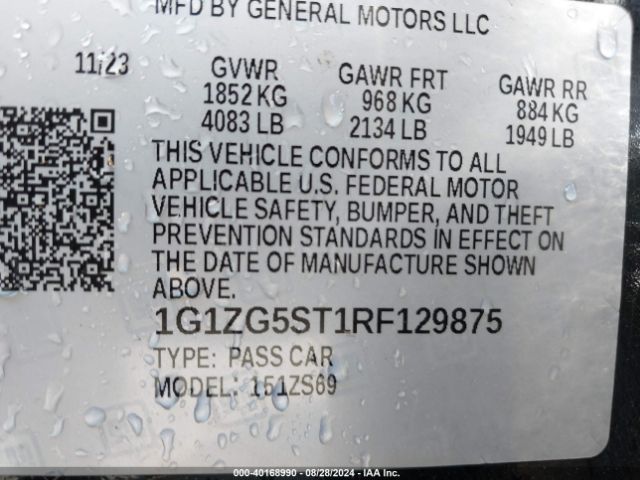 MFD BY GENERAL MOTORS LLC
11/23 GVWR GAWR FRT GAWR RR
1852 KG 968 KG 884 KG
4083 LB 2134 LB 1949 LB
THIS VEHICLE CONFORMS TO ALL
APPLICABLE U.S. FEDERAL MOTOR
VEHICLE SAFETY, BUMPER, AND THEFT
PREVENTION STANDARDS IN EFFECT ON
THE DATE OF MANUFACTURE SHOWN
ABOVE.
1G1ZG5ST1RF129875
TYPE: PASS CAR
MODEL: 151ZS69
000-40168990 - 08/28/2024 - IAA Inc.